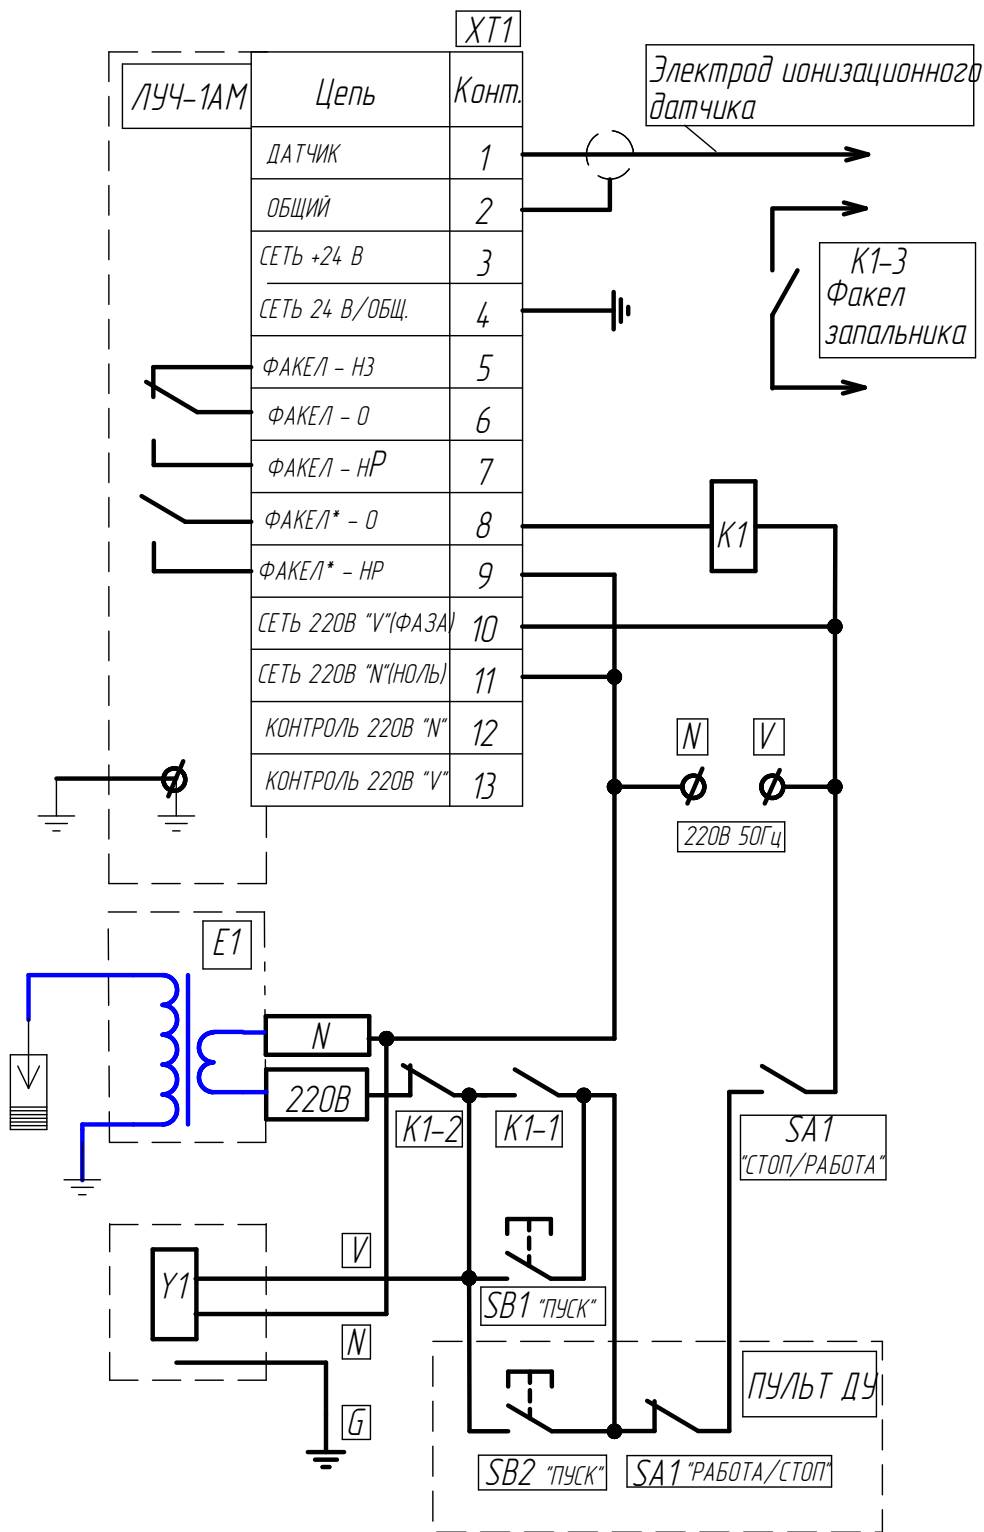 XT1
ЛУЧ-1АМ
Цепь Конт.
ДАТЧИК 1
ОБЩИЙ 2
СЕТЬ +24 В 3
СЕТЬ 24 В/ОБЩ. 4
ФАКЕЛ - НЗ 5
ФАКЕЛ - О 6
ФАКЕЛ - НР 7
ФАКЕЛ* - О 8
ФАКЕЛ* - НР 9
СЕТЬ 220В "V"(ФАЗА) 10
СЕТЬ 220В "N"(НОЛЬ) 11
КОНТРОЛЬ 220В "N" 12
КОНТРОЛЬ 220В "V" 13
Электрод ионизационного
датчика
К1-3
Факел
запальника
К1
N
V
220В 50Гц
Е1
N
220В
К1-2
К1-1
SA1
"СТОП/РАБОТА"
Y1
V
N
G
SB1 "ПУСК"
ПУЛЬТ ДУ
SB2 "ПУСК"
SA1 "РАБОТА/СТОП"